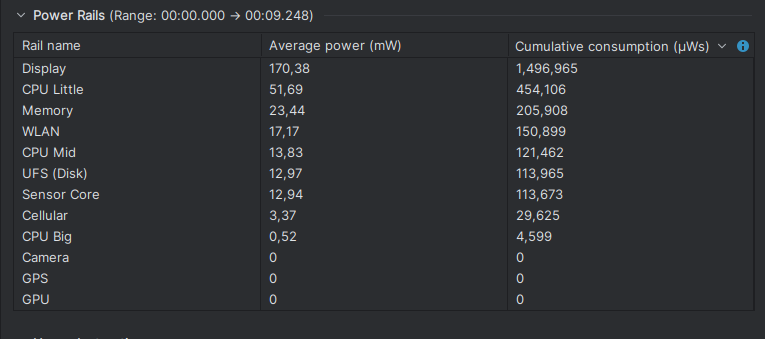 Power Rails (Range: 00:00.000 → 00:09.248)
Rail name Average power (mW) Cumulative consumption (µWs)
Display 170,38 1,496,965
CPU Little 51,69 454,106
Memory 23,44 205,908
WLAN 17,17 150,899
CPU Mid 13,83 121,462
UFS (Disk) 12,97 113,965
Sensor Core 12,94 113,673
Cellular 3,37 29,625
CPU Big 0,52 4,599
Camera 0 0
GPS 0 0
GPU 0 0